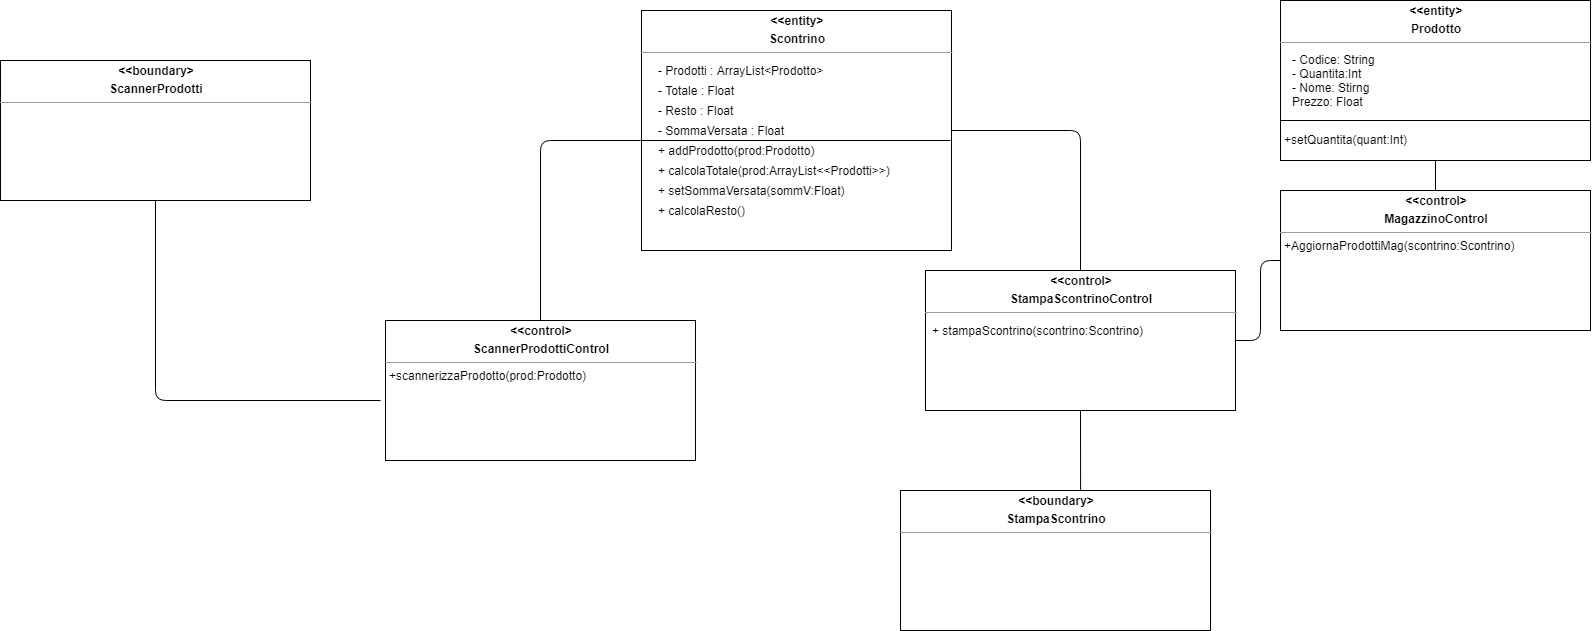 <<boundary>>
ScannerProdotti
<<entity>>
Scontrino
- Prodotti : ArrayList<Prodotto>
- Totale : Float
- Resto : Float
- SommaVersata : Float
+ addProdotto(prod:Prodotto)
+ calcolaTotale(prod:ArrayList<<Prodotti>>)
+ setSommaVersata(sommV:Float)
+ calcolaResto()
<<entity>>
Prodotto
- Codice: String
- Quantita:Int
- Nome: Stirng
Prezzo: Float
+setQuantita(quant:Int)
<<control>>
MagazzinoControl
+AggiornaProdottiMag(scontrino:Scontrino)
<<control>>
ScannerProdottiControl
+scannerizzaProdotto(prod:Prodotto)
<<control>>
StampaScontrinoControl
+ stampaScontrino(scontrino:Scontrino)
<<boundary>>
StampaScontrino